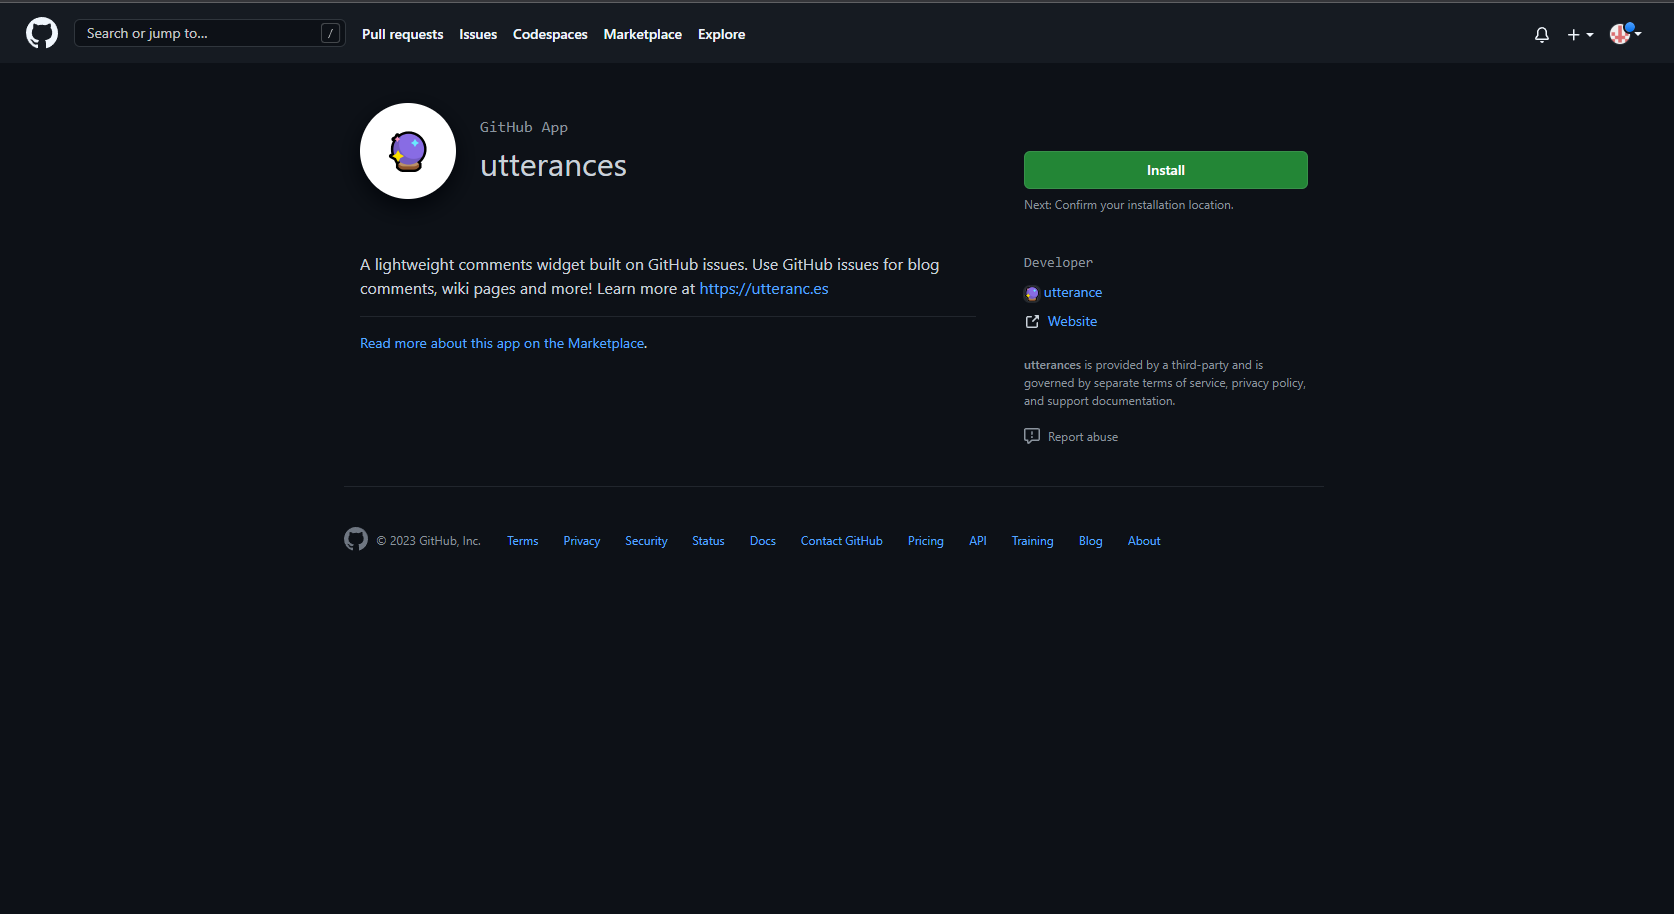 Search or jump to... /
Pull requests Issues Codespaces Marketplace Explore
GitHub App
utterances
Install
Next: Confirm your installation location.
A lightweight comments widget built on GitHub issues. Use GitHub issues for blog
comments, wiki pages and more! Learn more at https://utteranc.es
Read more about this app on the Marketplace.
Developer
utterance
Website
utterances is provided by a third-party and is
governed by separate terms of service, privacy policy,
and support documentation.
Report abuse
© 2023 GitHub, Inc. Terms Privacy Security Status Docs Contact GitHub Pricing API Training Blog About